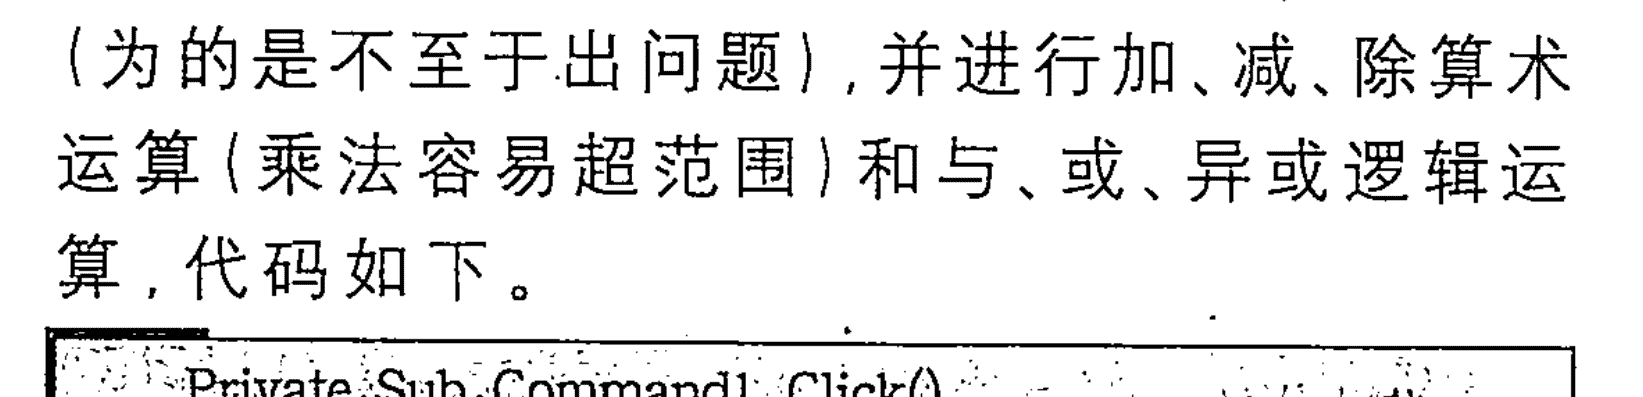 (为的是不至于出问题),并进行加、减、除算术
运算(乘法容易超范围)和与、或、异或逻辑运
算,代码如下。
Private Sub Command1_Click()